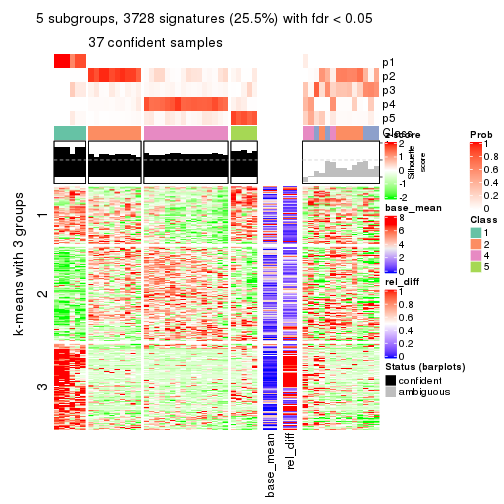 5 subgroups, 3728 signatures (25.5%) with fdr < 0.05
37 confident samples
p1
p2
p3
p4
p5
Class
z-score
2
1
0
-2
Silhouette
score
k-means with 3 groups
1
2
3
base_mean
8
6
4
2
0
rel_diff
1
0.8
0.6
0.4
0.2
0
Status (barplots)
confident
ambiguous
Prob
1
0.8
0.6
0.4
0.2
0
Class
1
2
4
5
base_mean
rel_diff